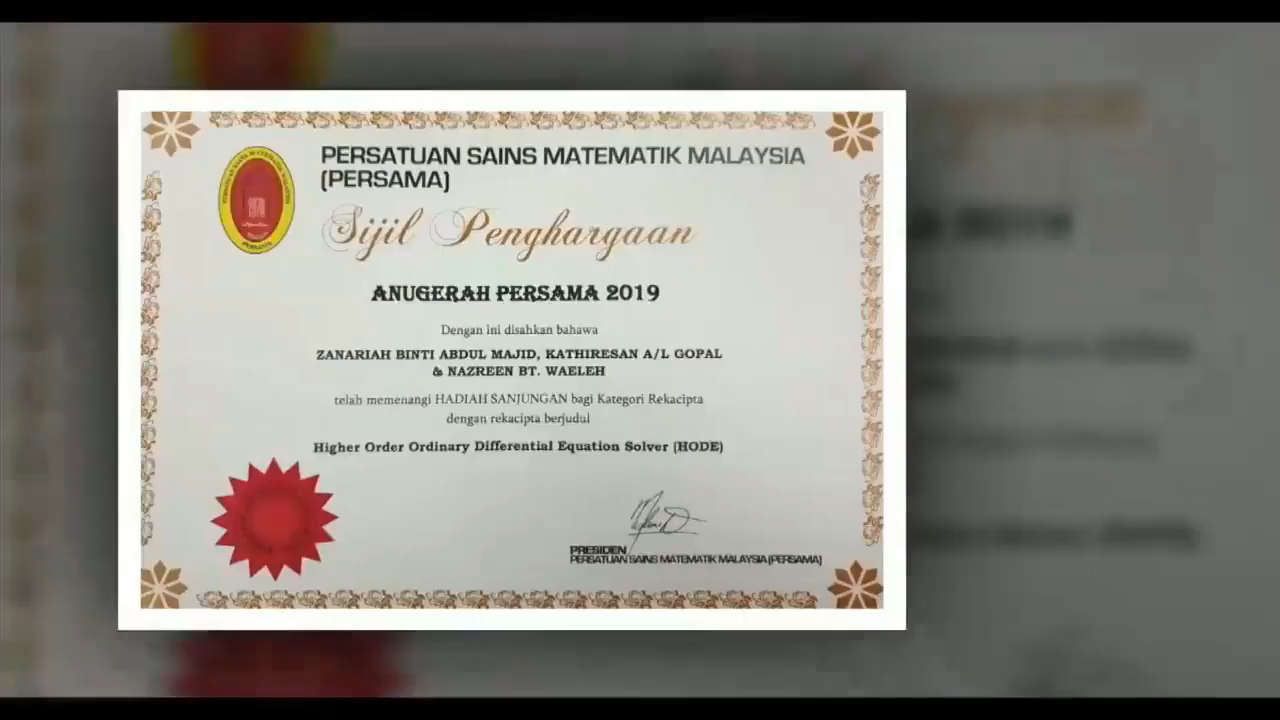 PERSATUAN SAINS MATEMATIK MALAYSIA
(PERSAMA)
Sijil Penghargaan
ANUGERAH PERSAMA 2019
Dengan ini disahkan bahawa
ZANARIAH BINTI ABDUL MAJID, KATHIRESAN A/L GOPAL
& NAZREEN BT. WAELEH
telah memenangi HADIAH SANJUNGAN bagi Kategori Rekacipta
dengan rekacipta berjudul
Higher Order Ordinary Differential Equation Solver (HODE)
PRESIDEN
PERSATUAN SAINS MATEMATIK MALAYSIA (PERSAMA)
PERSAMA